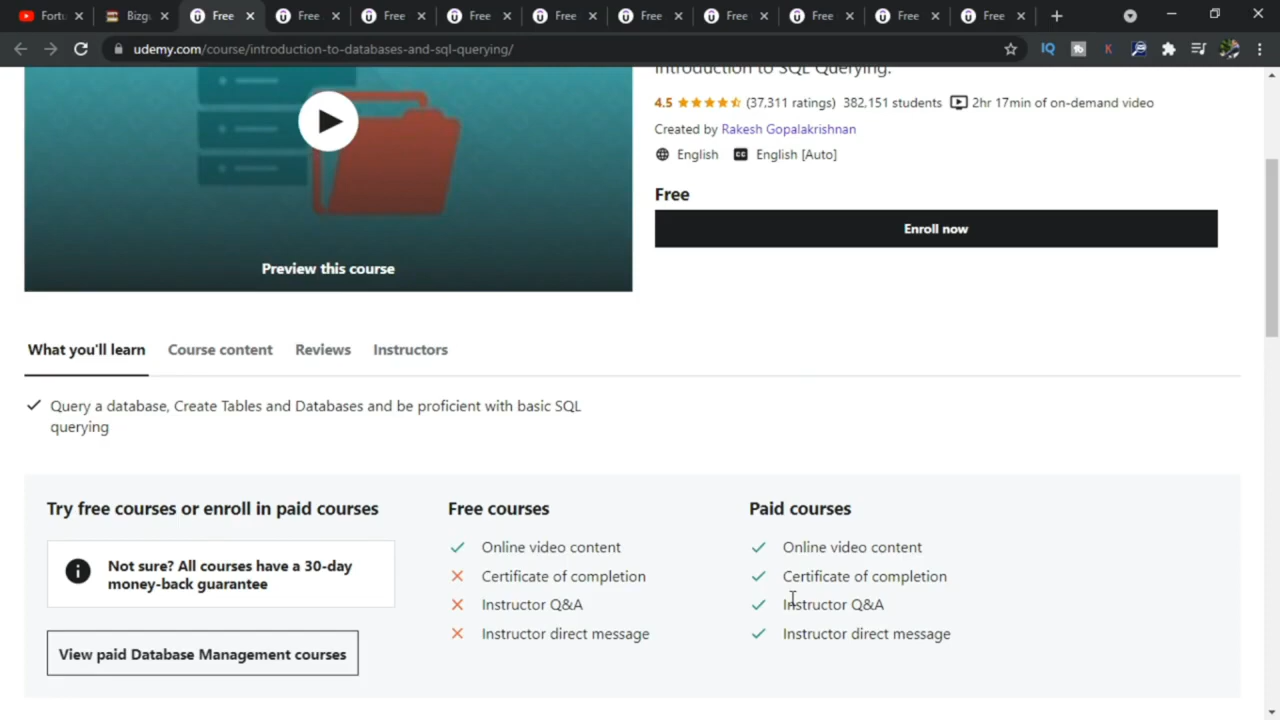 Fortu
Bizgu
Free
Free
Free
Free
Free
Free
Free
Free
Free
Free
udemy.com/course/introduction-to-databases-and-sql-querying/
IQ
K
Introduction to SQL Querying.
4.5 (37,311 ratings) 382,151 students 2hr 17min of on-demand video
Created by Rakesh Gopalakrishnan
English CC English [Auto]
Free
Enroll now
Preview this course
What you'll learn Course content Reviews Instructors
Query a database, Create Tables and Databases and be proficient with basic SQL
querying
Try free courses or enroll in paid courses
Not sure? All courses have a 30-day
money-back guarantee
View paid Database Management courses
Free courses
Online video content
Certificate of completion
Instructor Q&A
Instructor direct message
Paid courses
Online video content
Certificate of completion
Instructor Q&A
Instructor direct message